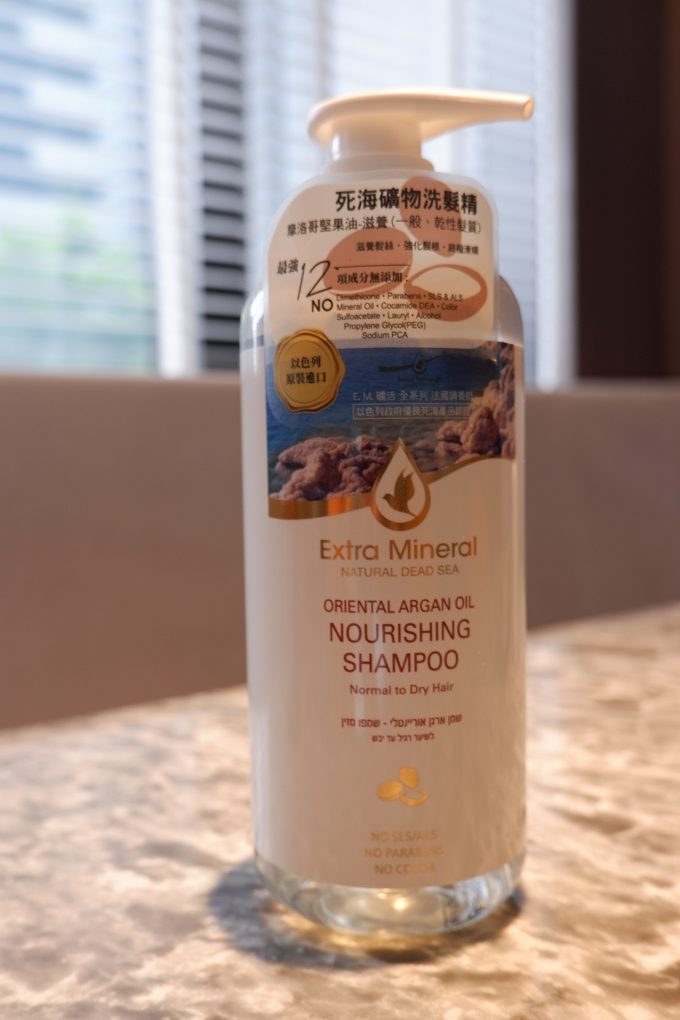 死海礦物洗髮精
摩洛哥堅果油-滋養(一般、乾性髮質)
滋養髮絲、強化髮根、
最強12項成分無添加:
NO Dimethicone • Parabens • SLS & ALS
Mineral Oil • Cocamide DEA • Color
Sulfoacetate • Lauryl • Alcohol
Propylene Glycol(PEG)
Sodium PCA
以色列
原裝進口
E. M. 礦活 全系列 法國調香師
以色列政府優良死海產品認證
Extra Mineral
NATURAL DEAD SEA
ORIENTAL ARGAN OIL
NOURISHING
SHAMPOO
Normal to Dry Hair
שמן ארגן אוריינטלי - שמפו מזין
לשיער רגיל עד יבש
NO SLS/ALS
NO PARABENS
NO COLOR